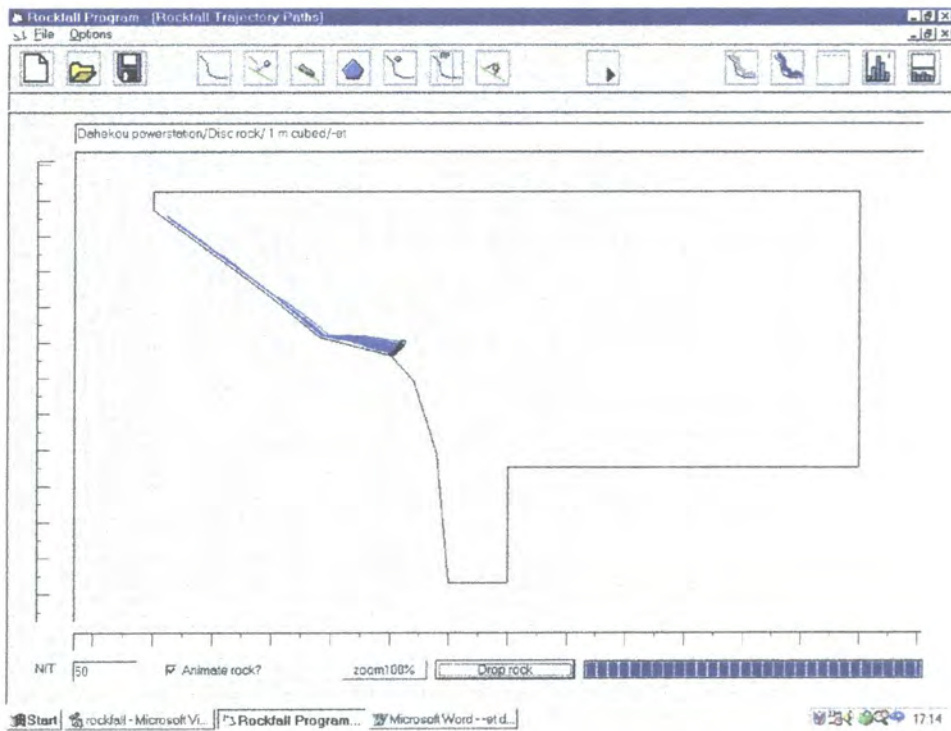 Rockfall Program - [Rockfall Trajectory Paths]
File Options
Dahekou powerstation/Disc rock/ 1 m cubed/-et
N/T 50 Animate rock? zoom100% Drop rock
Start rockfall - Microsoft Vi... Rockfall Program... Microsoft Word - -et d... 17:14